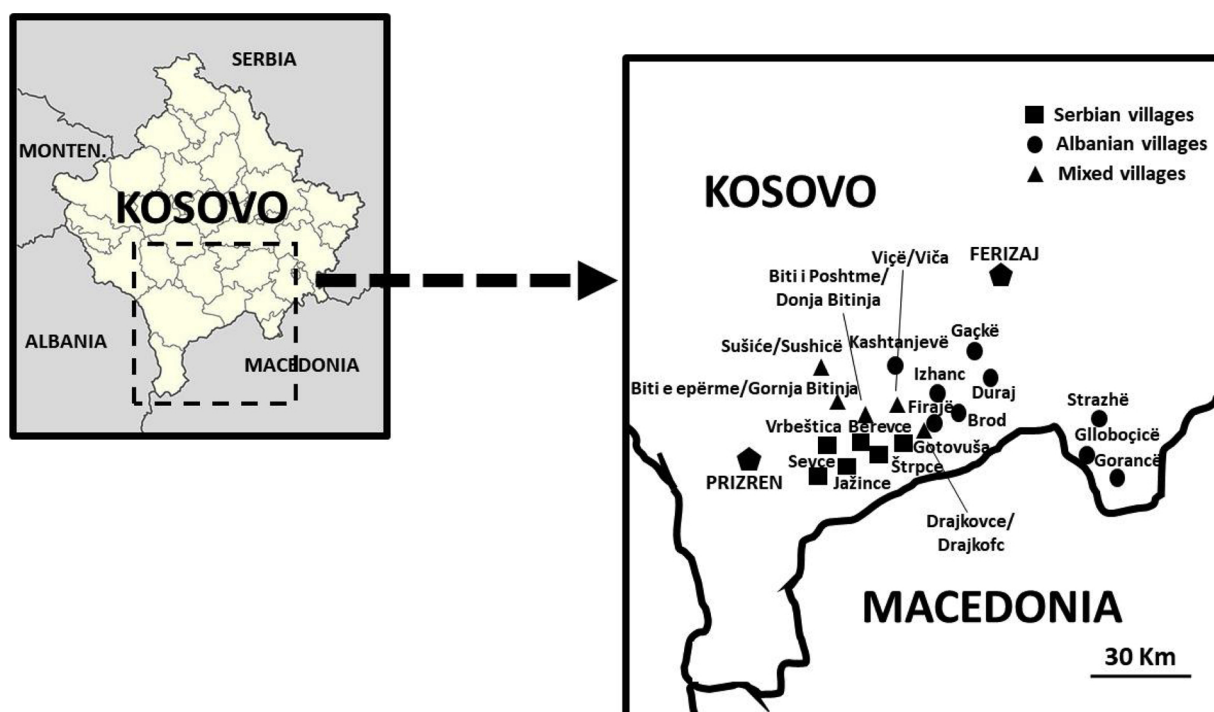 SERBIA
MONTEN.
KOSOVO
ALBANIA
MACEDONIA
Serbian villages
Albanian villages
Mixed villages
KOSOVO
Viçë/Viča
FERIZAJ
Biti i Poshtme/
Donja Bitinja
Kashtanjevë
Gaçkë
Sušiće/Sushicë
Izhanc
Duraj
Biti e epërme/Gornja Bitinja
Firajë
Brod
Strazhë
Vrbeštica
Berevce
Gotovuša
Glloboçicë
Sevce
Štrpce
Gorancë
PRIZREN
Jažince
Drajkovce/
Drajkofc
MACEDONIA
30 Km